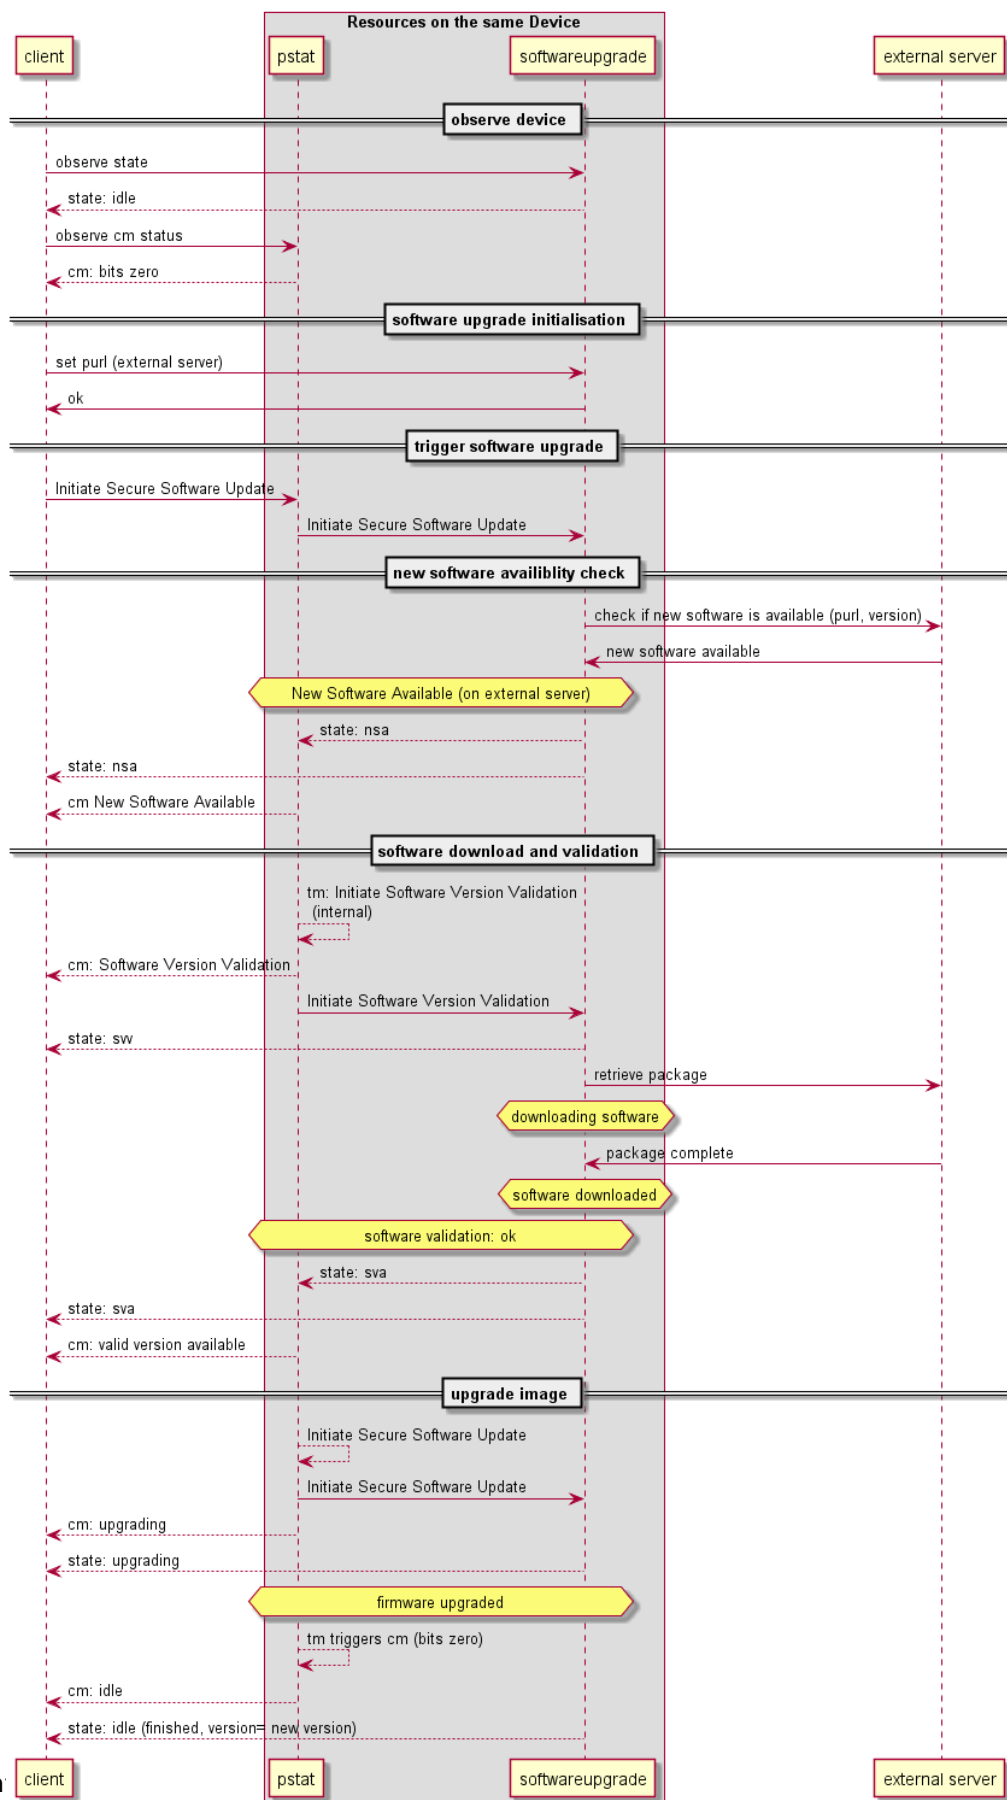 Resources on the same Device
client pstat softwareupgrade external server
observe device
observe state
state: idle
observe cm status
cm: bits zero
software upgrade initialisation
set purl (external server)
ok
trigger software upgrade
Initiate Secure Software Update
Initiate Secure Software Update
new software availiblity check
check if new software is available (purl, version)
new software available
New Software Available (on external server)
state: nsa
state: nsa
cm New Software Available
software download and validation
tm: Initiate Software Version Validation
(internal)
cm: Software Version Validation
Initiate Software Version Validation
state: svv
retrieve package
downloading software
package complete
software downloaded
software validation: ok
state: sva
state: sva
cm: valid version available
upgrade image
Initiate Secure Software Update
Initiate Secure Software Update
cm: upgrading
state: upgrading
firmware upgraded
tm triggers cm (bits zero)
cm: idle
state: idle (finished, version= new version)
client pstat softwareupgrade external server